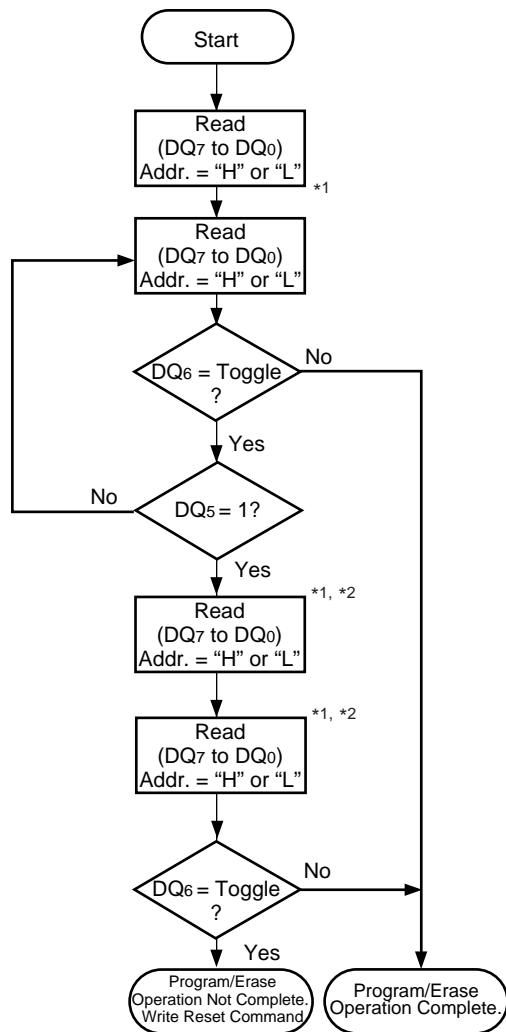 Start
Read
(DQ7 to DQ0)
Addr. = “H” or “L”
*1
Read
(DQ7 to DQ0)
Addr. = “H” or “L”
DQ6 = Toggle
?
No
Yes
No
DQ5 = 1?
Yes
*1, *2
Read
(DQ7 to DQ0)
Addr. = “H” or “L”
*1, *2
Read
(DQ7 to DQ0)
Addr. = “H” or “L”
DQ6 = Toggle
?
No
Yes
Program/Erase
Operation Not Complete.
Write Reset Command
Program/Erase
Operation Complete.